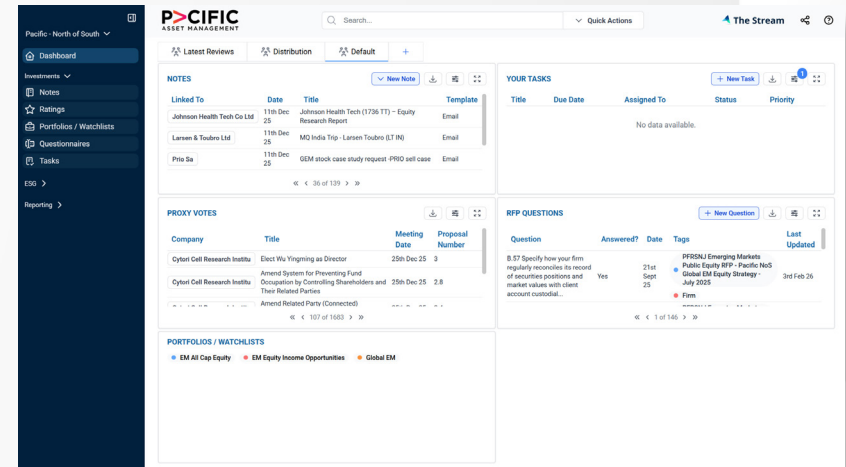 Pacific - North of South
Dashboard
Investments
Notes
Ratings
Portfolios / Watchlists
Questionnaires
Tasks
ESG
Reporting
PACIFIC
ASSET MANAGEMENT
Search...
Quick Actions
The Stream
Latest Reviews
Distribution
Default
+
NOTES
New Note
Linked To Date Title Template
Johnson Health Tech Co Ltd 11th Dec 25 Johnson Health Tech (1736 TT) – Equity Research Report Email
Larsen & Toubro Ltd 11th Dec 25 MQ India Trip - Larsen Toubro (LT IN) Email
Prio Sa 11th Dec 25 GEM stock case study request -PRIO sell case Email
« < 36 of 139 > »
YOUR TASKS
+ New Task
1
Title Due Date Assigned To Status Priority
No data available.
PROXY VOTES
Company Title Meeting Date Proposal Number
Cytori Cell Research Institu Elect Wu Yingming as Director 25th Dec 25 3
Cytori Cell Research Institu Amend System for Preventing Fund Occupation by Controlling Shareholders and Their Related Parties 25th Dec 25 2.8
Amend Related Party (Connected)
« < 107 of 1683 > »
RFP QUESTIONS
+ New Question
Question Answered? Date Tags Last Updated
B.57 Specify how your firm
regularly reconciles its record
of securities positions and
market values with client
account custodial...
Yes
21st Sept 25
PFRSNJ Emerging Markets
Public Equity RFP - Pacific NoS
Global EM Equity Strategy -
July 2025
Firm
3rd Feb 26
« < 1 of 146 > »
PORTFOLIOS / WATCHLISTS
EM All Cap Equity EM Equity Income Opportunities Global EM